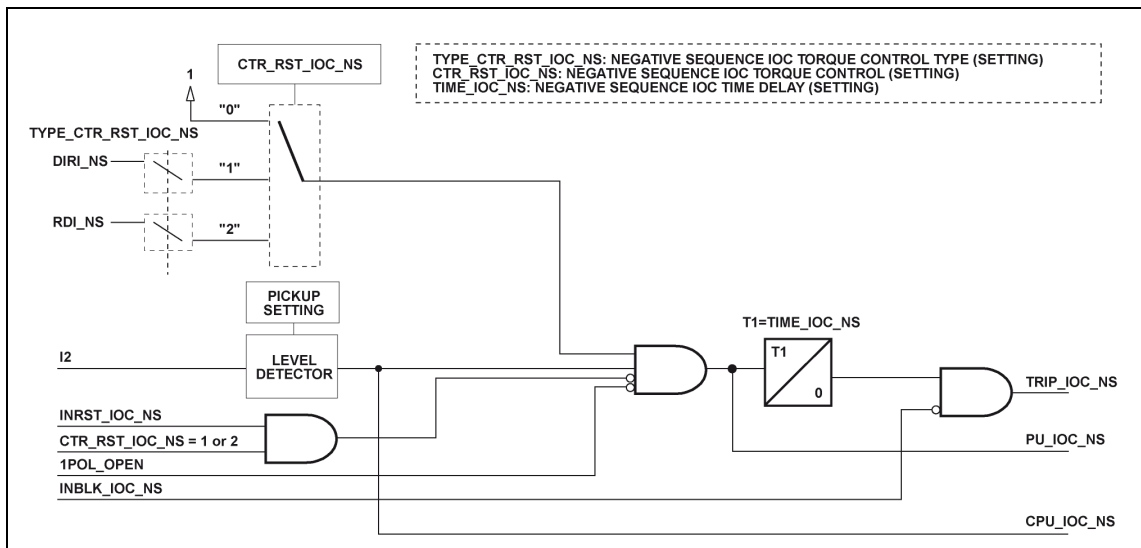 CTR_RST_IOC_NS
TYPE_CTR_RST_IOC_NS: NEGATIVE SEQUENCE IOC TORQUE CONTROL TYPE (SETTING)
CTR_RST_IOC_NS: NEGATIVE SEQUENCE IOC TORQUE CONTROL (SETTING)
TIME_IOC_NS: NEGATIVE SEQUENCE IOC TIME DELAY (SETTING)
1
"0"
TYPE_CTR_RST_IOC_NS
DIRI_NS
"1"
RDI_NS
"2"
PICKUP
SETTING
I2
LEVEL
DETECTOR
T1=TIME_IOC_NS
T1
0
TRIP_IOC_NS
INRST_IOC_NS
CTR_RST_IOC_NS = 1 or 2
PU_IOC_NS
1POL_OPEN
INBLK_IOC_NS
CPU_IOC_NS